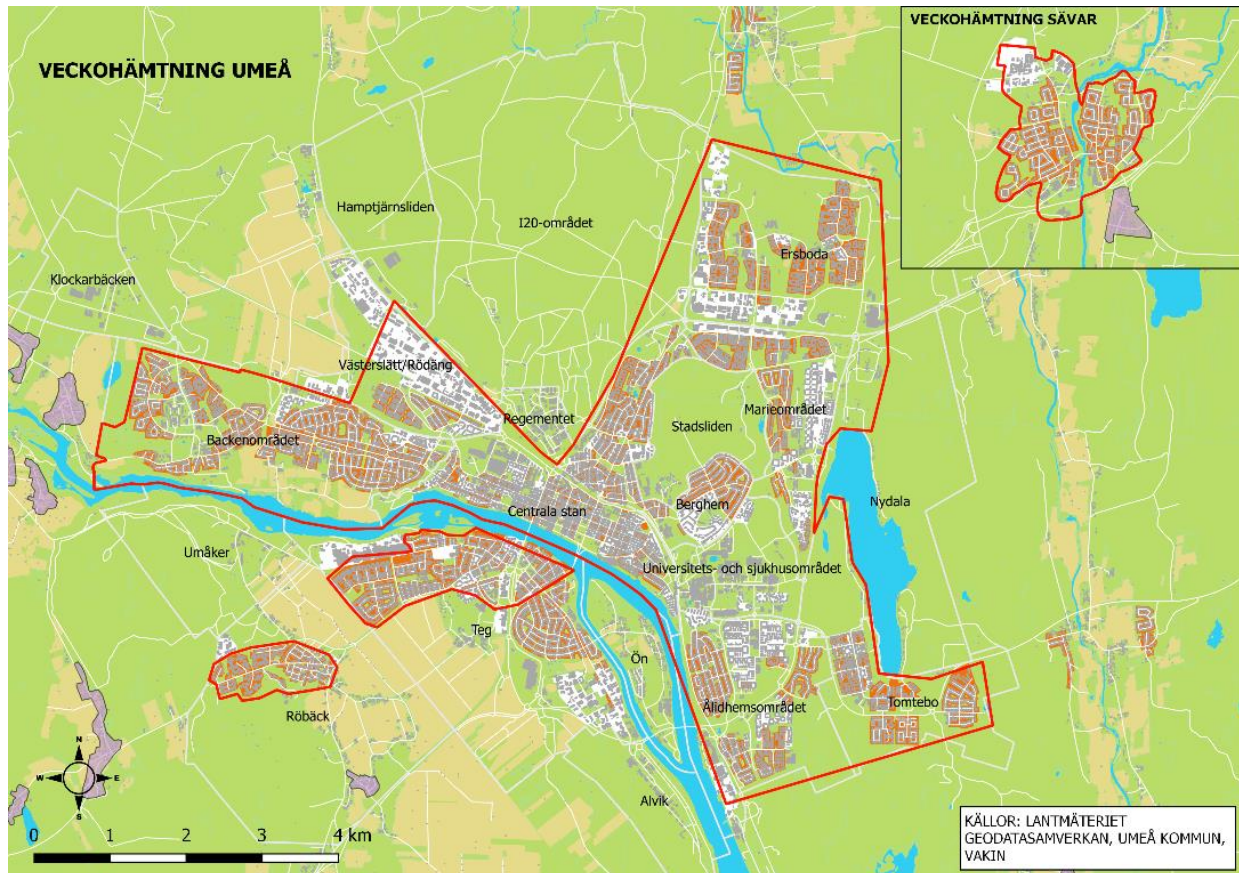 VECKOHÄMTNING UMEÅ
VECKOHÄMTNING SÄVAR
Hamptjärnsliden
I20-området
Ersboda
Klockarbäcken
Västerslätt/Rödäng
Regementet
Marieområdet
Stadsliden
Backenområdet
Berghem
Nydala
Centrala stan
Umåker
Universitets- och sjukhusområdet
Teg
Ön
Röbäck
Ålidhemsområdet
Tomtebo
Alvik
N
W E
S
0 1 2 3 4 km
KÄLLOR: LANTMÄTERIET
GEODATASAMVERKAN, UMEÅ KOMMUN,
VAKIN